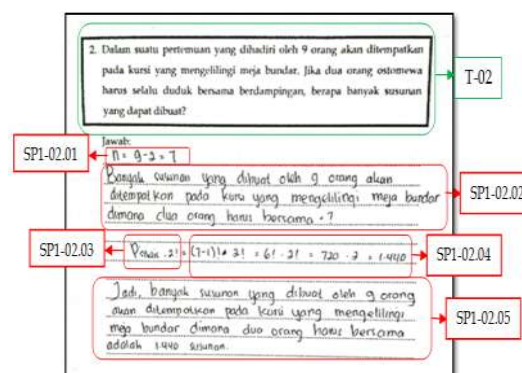 2. Dalam suatu pertemuan yang dihadiri oleh 9 orang akan ditempatkan
pada kursi yang mengelilingi meja bundar. Jika dua orang
harus selalu duduk bersama berdampingan, berapa banyak susunan
yang dapat dibuat?
T-02
Jawab:
SP1-02.01
n = 9-2 = 7
Banyak susunan yang dibuat oleh 9 orang akan
ditempatkan pada kursi yang mengelilingi meja bundar
dimana dua orang harus bersama = ?
SP1-02.02
SP1-02.03
. 2! = (7-1)! . 2! = 6! . 2! = 720 . 2 = 1.440
SP1-02.04
Jadi, banyak susunan yang dibuat oleh 9 orang
akan ditempatkan pada kursi yang mengelilingi
meja bundar dimana dua orang harus bersama
adalah 1.440 susunan.
SP1-02.05